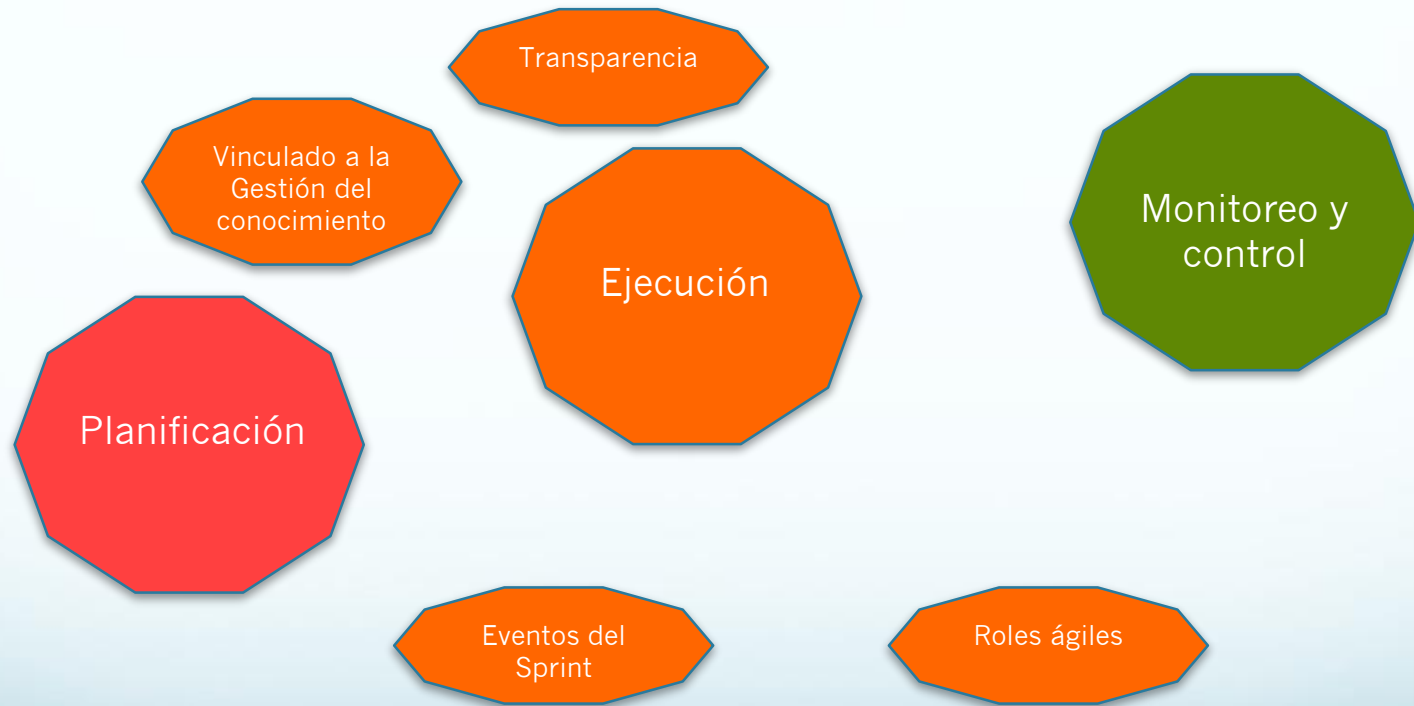 Transparencia
Vinculado a la
Gestión del
conocimiento
Monitoreo y
control
Ejecución
Planificación
Eventos del
Sprint
Roles ágiles